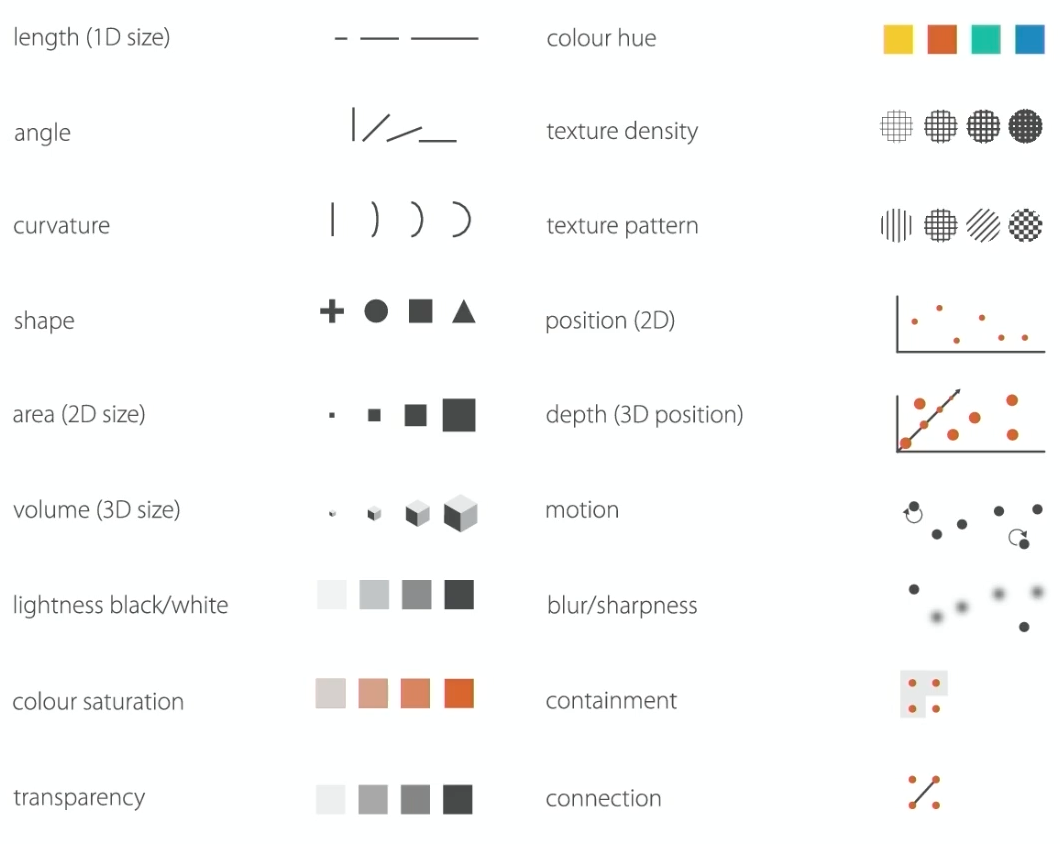 length (1D size)
angle
curvature
shape
area (2D size)
volume (3D size)
lightness black/white
colour saturation
transparency
colour hue
texture density
texture pattern
position (2D)
depth (3D position)
motion
blur/sharpness
containment
connection